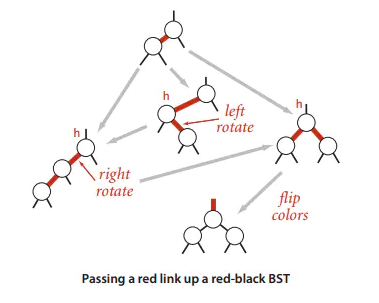 h
left
rotate
h
h
right
rotate
flip
colors
Passing a red link up a red-black BST